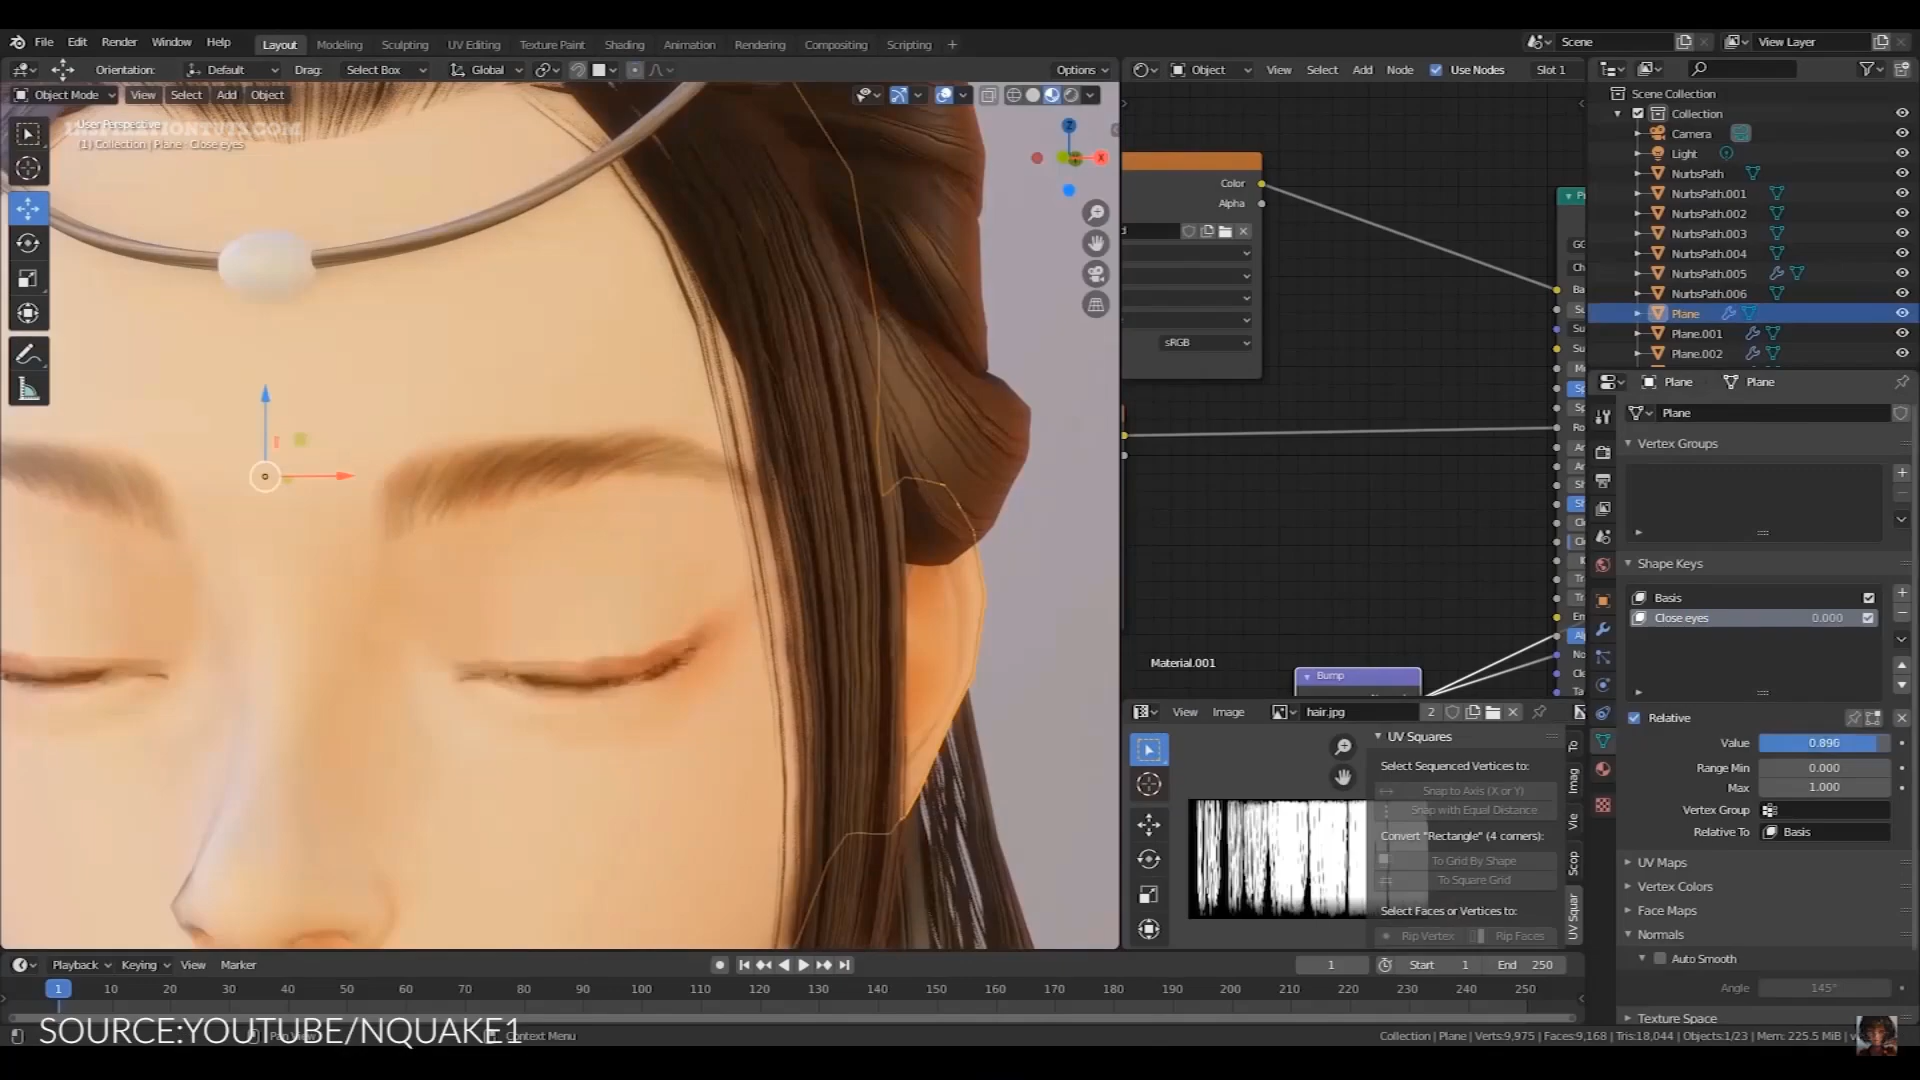 File Edit Render Window Help Layout Modeling Sculpting UV Editing Texture Paint Shading Animation Rendering Compositing Scripting + Scene View Layer
Orientation: Default Drag: Select Box Global Options
Object View Select Add Node Use Nodes Slot 1
Object Mode View Select Add Object
INSPIRATIONTUTS.COM
User Perspective
(1) Collection | Plane : Close eyes
Z
X
Color
Alpha
d
sRGB
Material.001
Bump
Scene Collection
Collection
Camera
Light
NurbsPath
NurbsPath.001
NurbsPath.002
NurbsPath.003
NurbsPath.004
NurbsPath.005
NurbsPath.006
Plane
Plane.001
Plane.002
Plane Plane
Plane
Vertex Groups
Shape Keys
Basis
Close eyes 0.000
Relative
Value 0.896
Range Min 0.000
Max 1.000
Vertex Group
Relative To Basis
UV Maps
Vertex Colors
Face Maps
Normals
Auto Smooth
Angle 145°
Texture Space
View Image hair.jpg 2
UV Squares
Select Sequenced Vertices to:
Snap to Axis (X or Y)
Snap with Equal Distance
Convert "Rectangle" (4 corners):
To Grid By Shape
To Square Grid
Select Faces or Vertices to:
Rip Vertex Rip Faces
To
Imag
Vie
Scop
UV Squar
Playback Keying View Marker 1 Start 1 End 250
1 10 20 30 40 50 60 70 80 90 100 110 120 130 140 150 160 170 180 190 200 210 220 230 240 250
SOURCE:YOUTUBE/NQUAKE1
Context Menu
Collection | Plane | Verts:9,975 | Faces:9,168 | Tris:18,044 | Objects:1/23 | Mem: 225.5 MiB